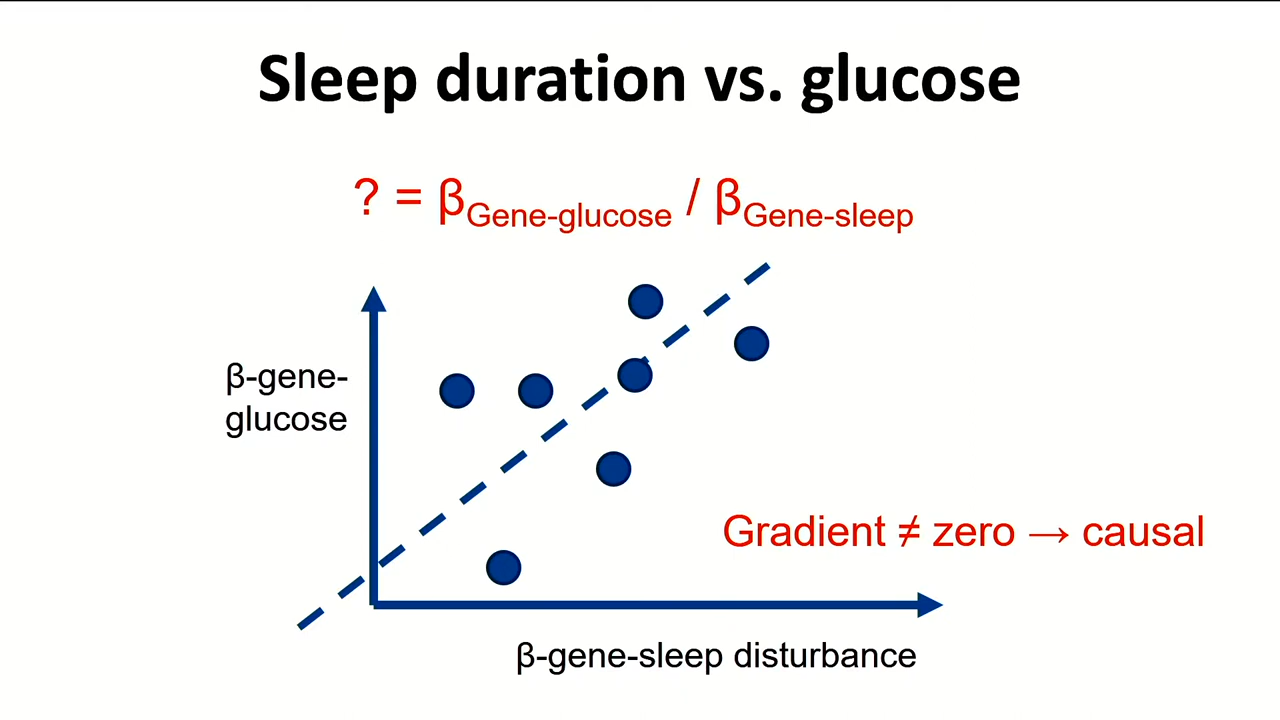 Sleep duration vs. glucose
? = βGene-glucose / βGene-sleep
β-gene-
glucose
Gradient ≠ zero → causal
β-gene-sleep disturbance